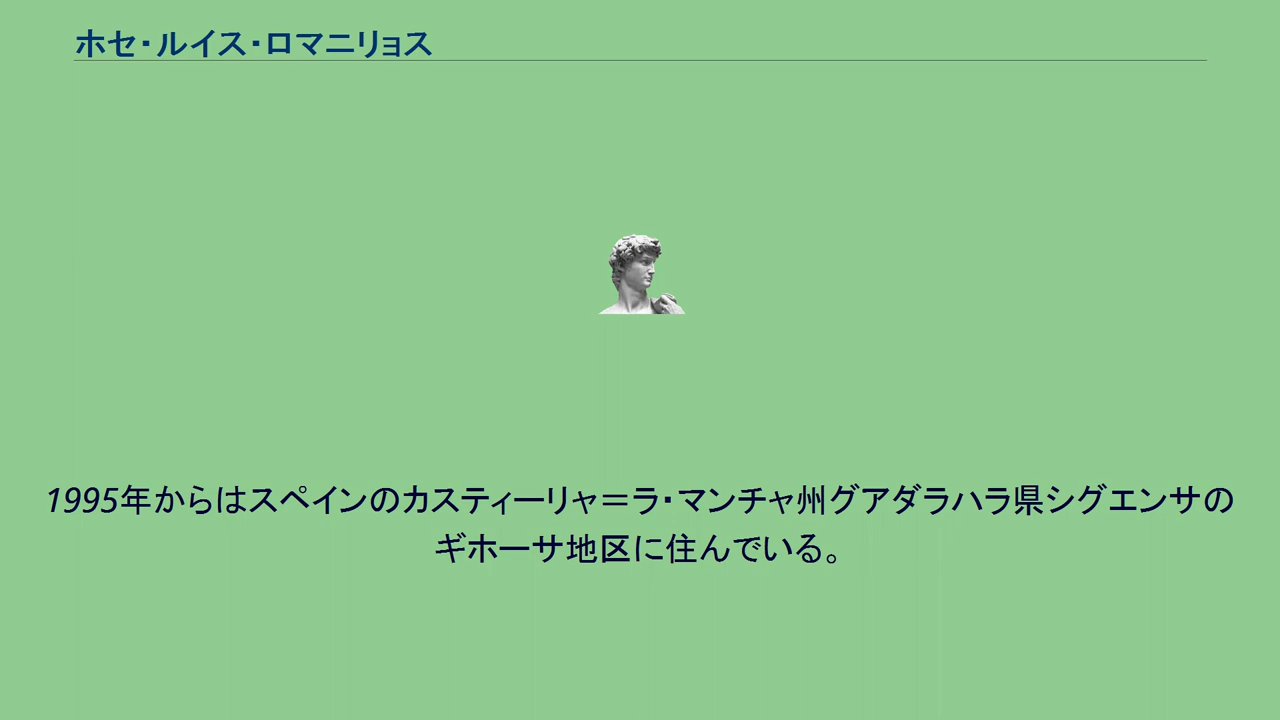 ホセ・ルイス・ロマニリョス
1995年からはスペインのカスティーリャ＝ラ・マンチャ州グアダラハラ県シグエンサの
ギホーサ地区に住んでいる。